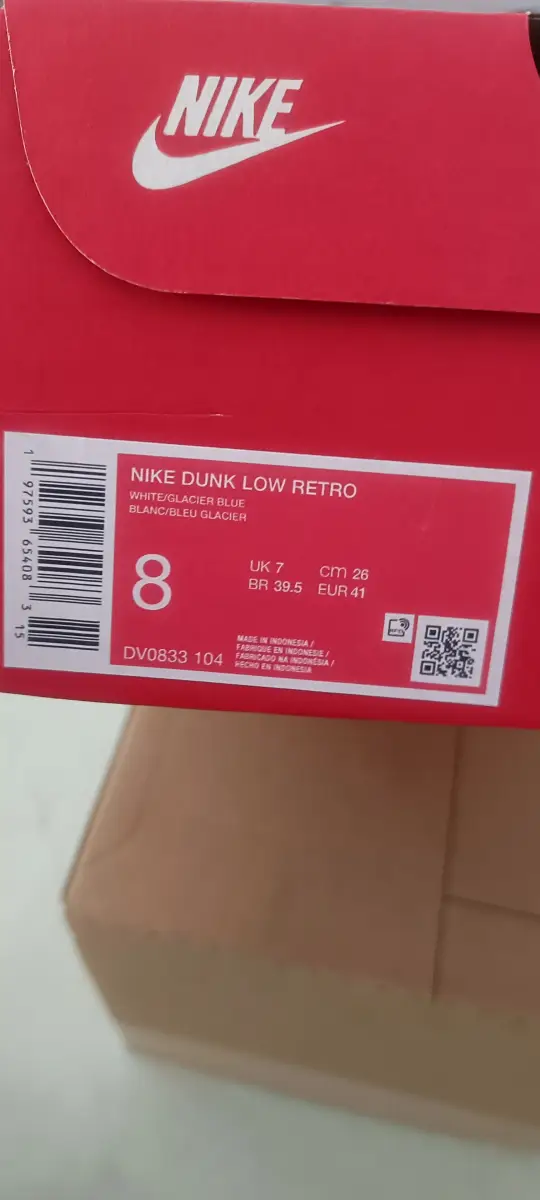 NIKE
NIKE DUNK LOW RETRO
WHITE/GLACIER BLUE
BLANC/BLEU GLACIER
8
UK 7 cm 26
BR 39.5 EUR 41
DV0833 104
MADE IN INDONESIA /
FABRIQUE EN INDONESIE /
FABRICADO NA INDONÉSIA /
HECHO EN INDONESIA
RFID
1 97593 65408 3 15